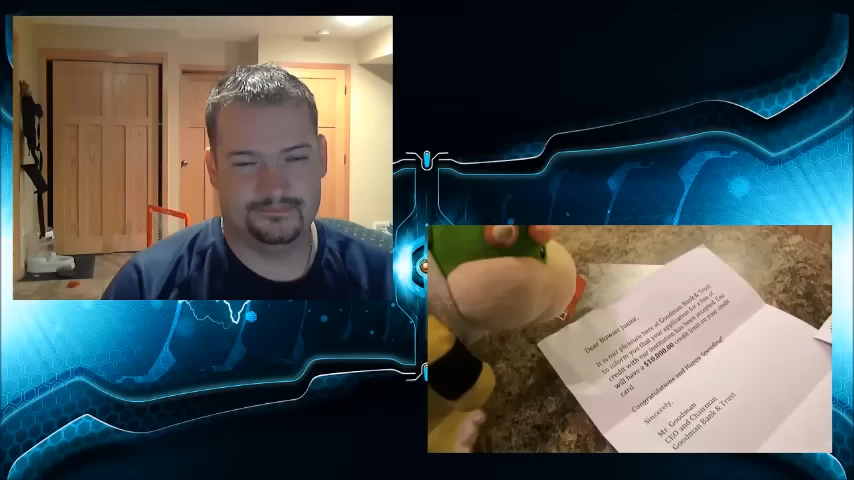 Dear Bowser Junior,
It is our pleasure here at Goodman Bank & Trust
to inform you that your application for a line of
credit with our institution has been accepted. You
will have a $10,000.00 credit limit on your credit
card.
Congratulations and Happy Spending!
Sincerely,
Mr. Goodman
CEO and Chairman
Goodman Bank & Trust